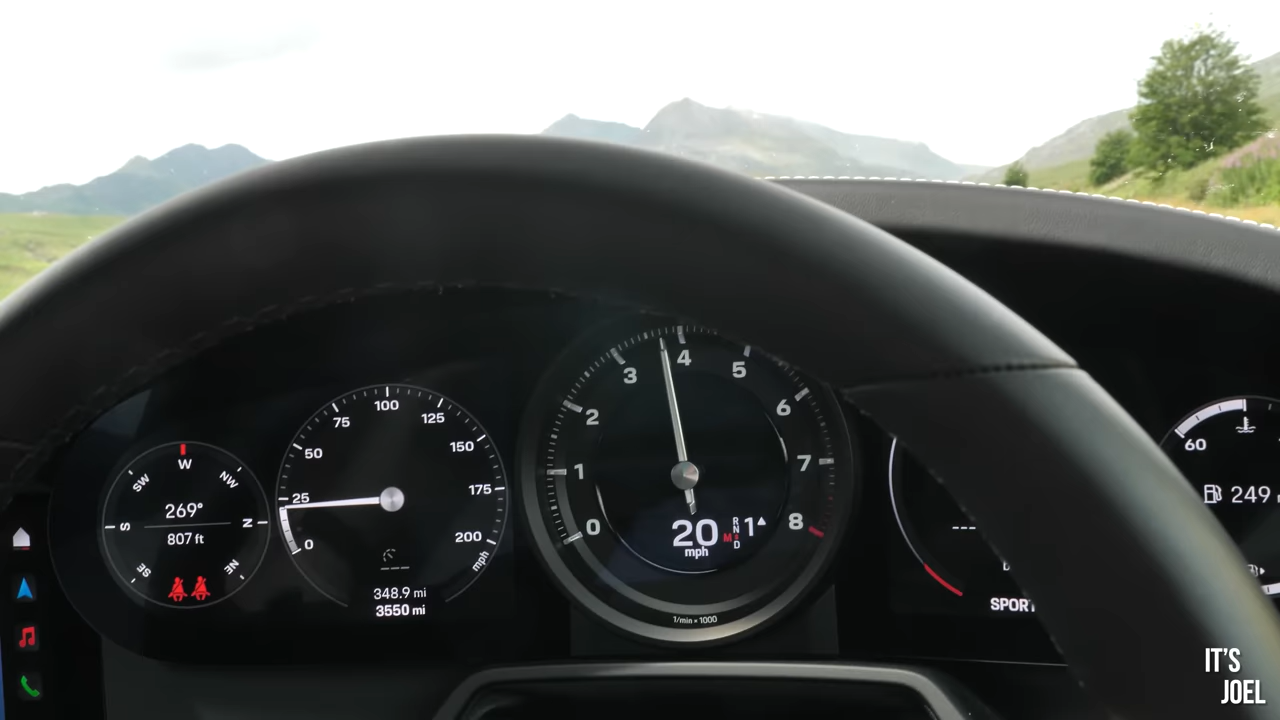 W
SW
NW
S
N
SE
NE
269°
807 ft
0
25
50
75
100
125
150
175
200
mph
348.9 mi
3550 mi
0
1
2
3
4
5
6
7
8
20
mph
M
S
R
N
D
1
1/min × 1000
---
SPORT
60
249
IT'S
JOEL